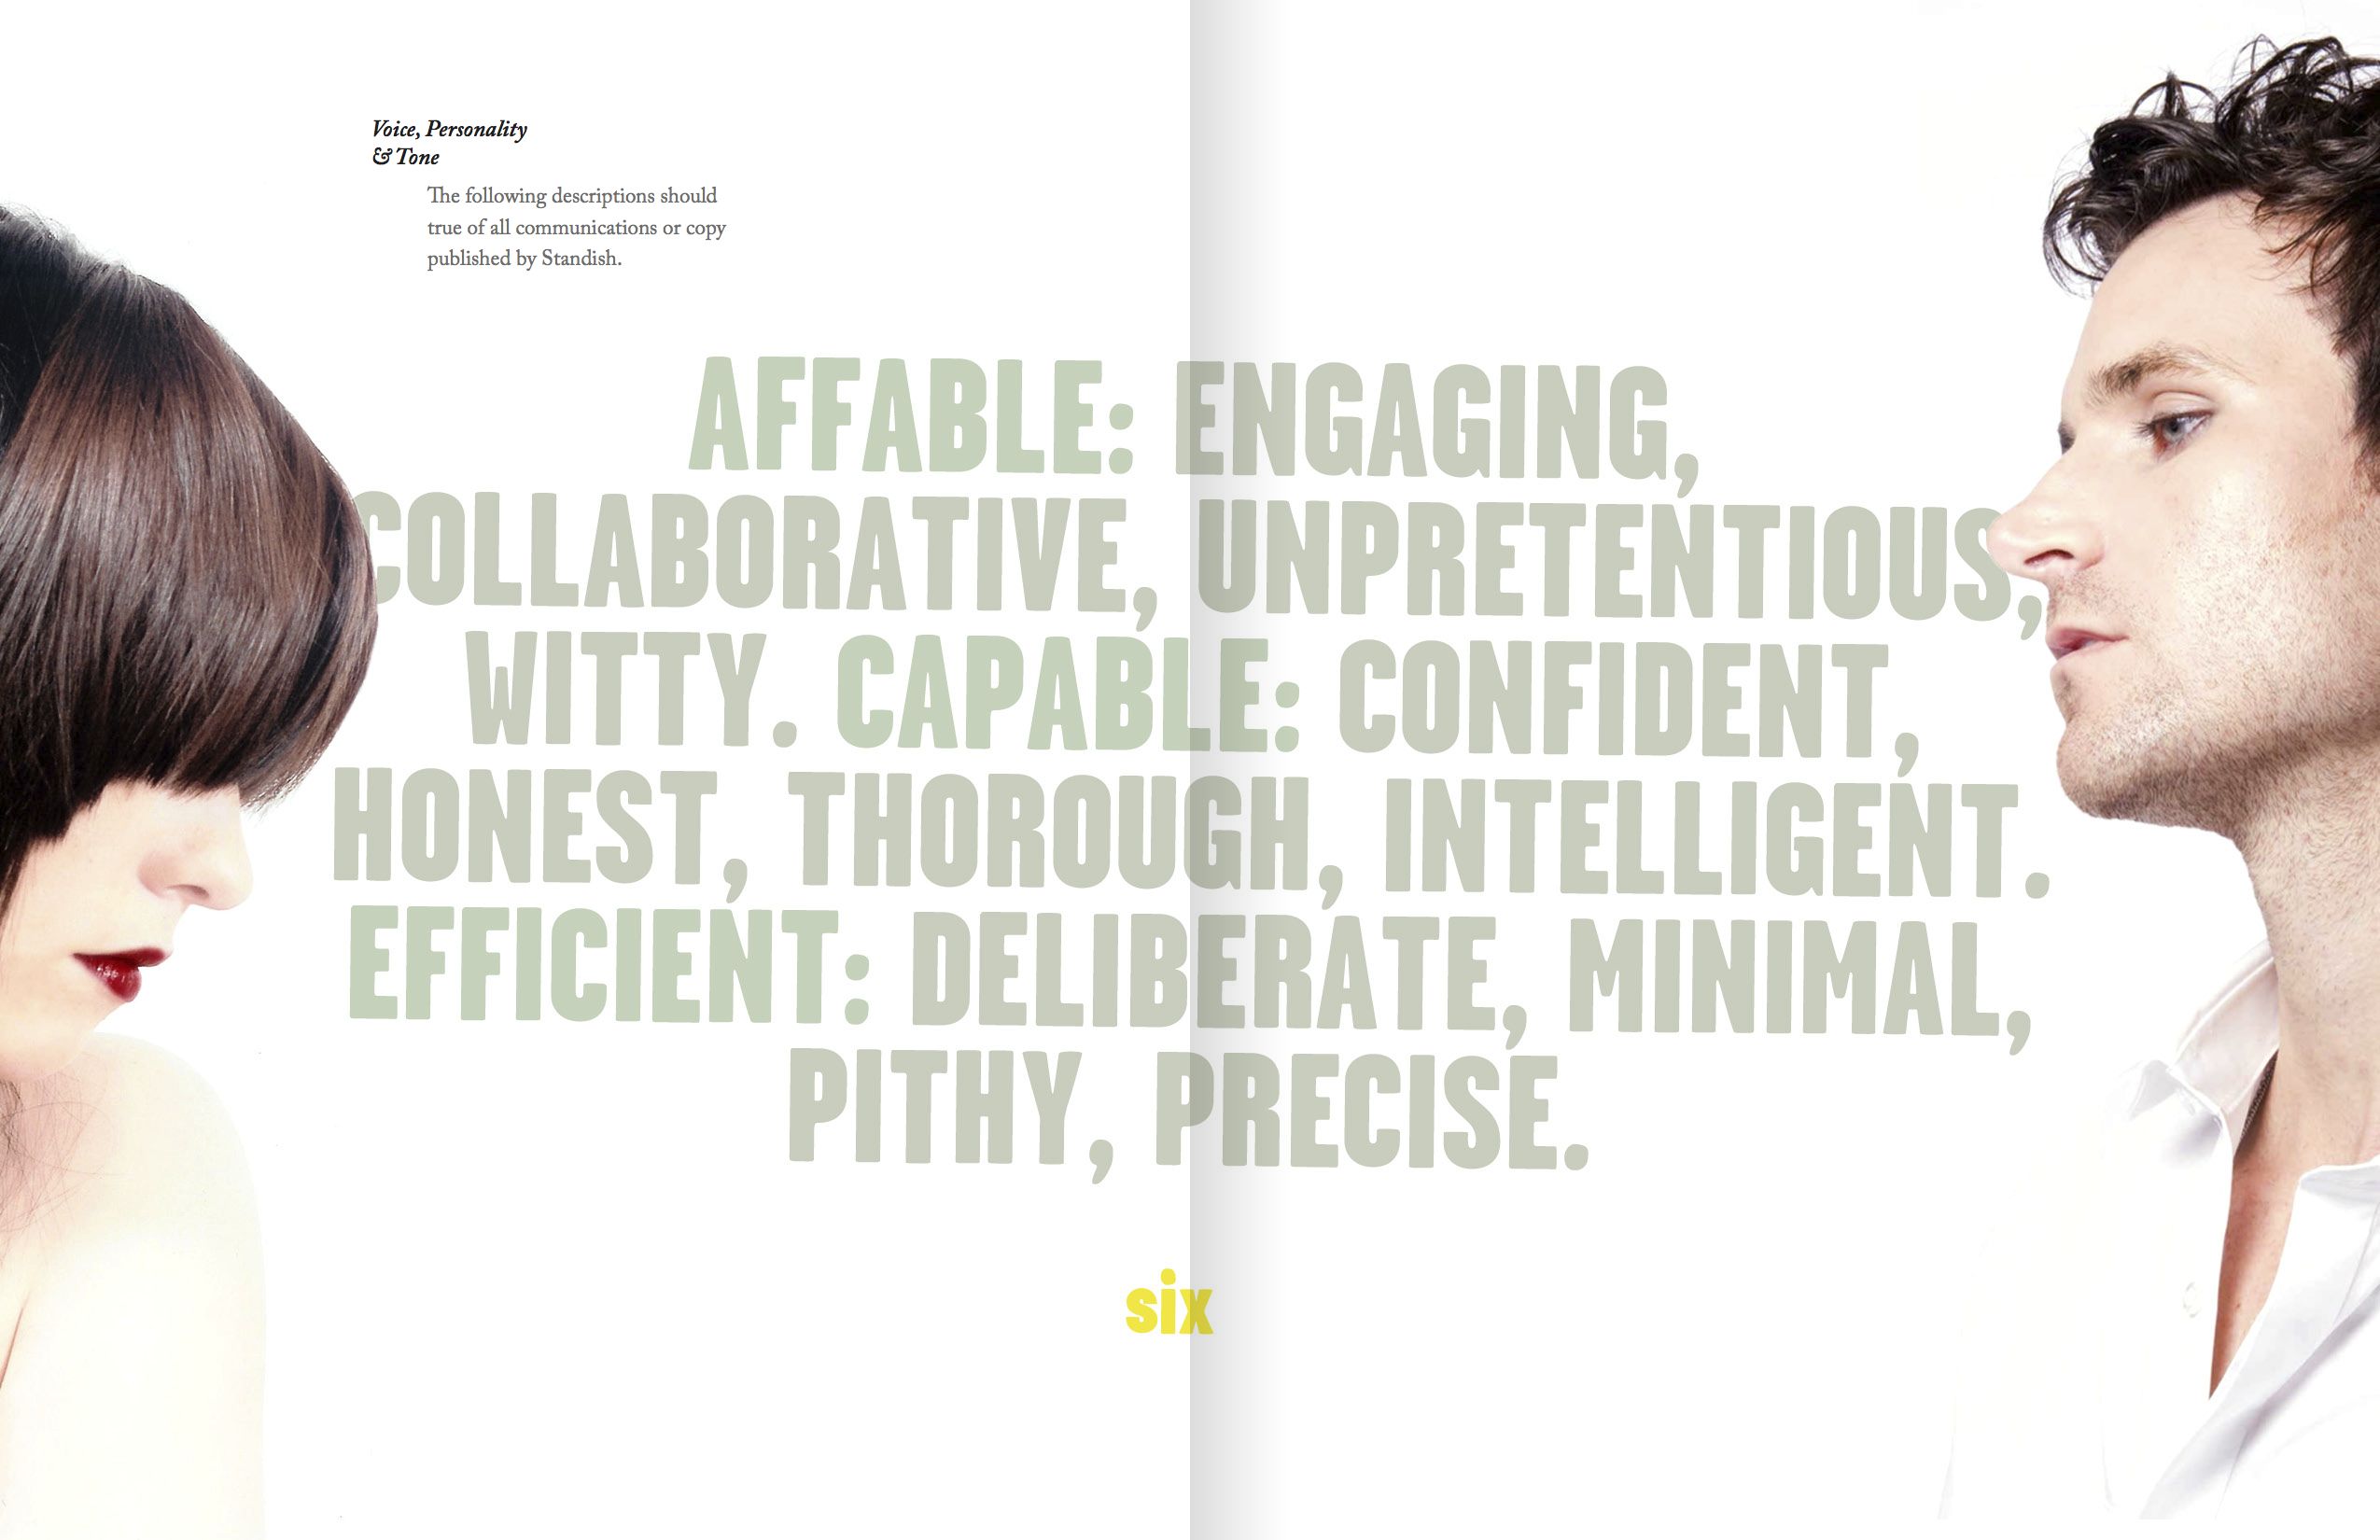 Voice, Personality
& Tone
The following descriptions should
true of all communications or copy
published by Standish.
AFFABLE: ENGAGING,
COLLABORATIVE, UNPRETENTIOUS,
WITTY. CAPABLE: CONFIDENT,
HONEST, THOROUGH, INTELLIGENT.
EFFICIENT: DELIBERATE, MINIMAL,
PITHY, PRECISE.
six